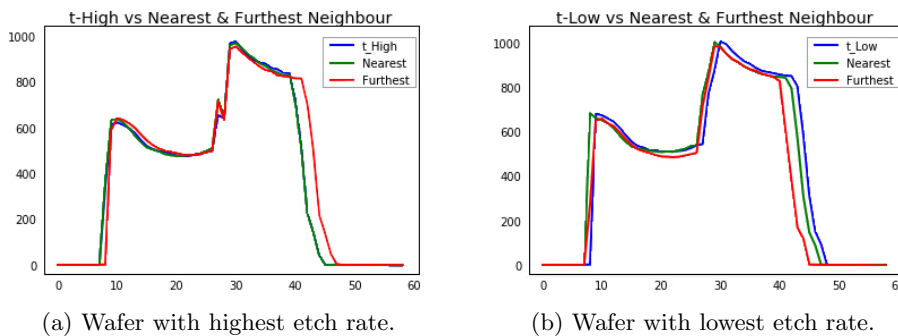 t-High vs Nearest & Furthest Neighbour
1000
800
600
400
200
0
0 10 20 30 40 50 60
t_High
Nearest
Furthest
(a) Wafer with highest etch rate.
t-Low vs Nearest & Furthest Neighbour
1000
800
600
400
200
0
0 10 20 30 40 50 60
t_Low
Nearest
Furthest
(b) Wafer with lowest etch rate.